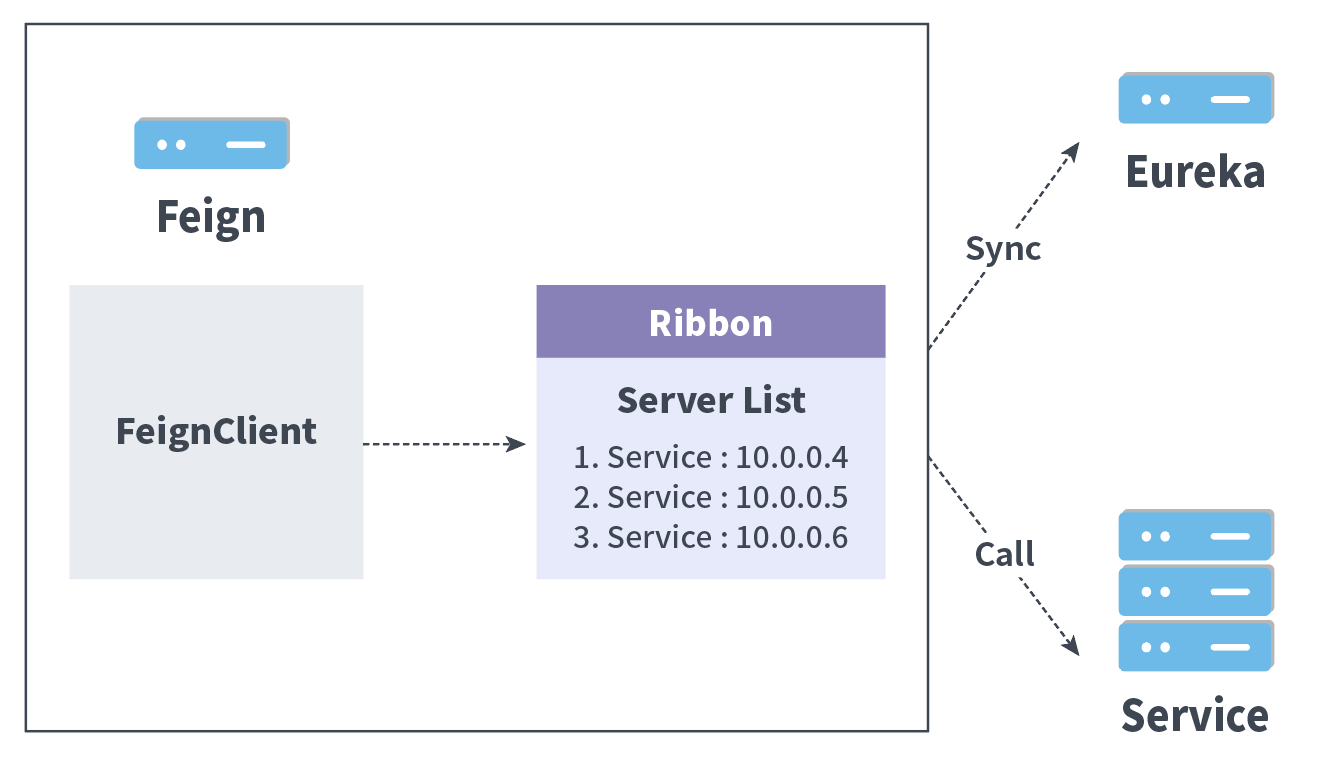 Feign
FeignClient
Ribbon
Server List
1. Service : 10.0.0.4
2. Service : 10.0.0.5
3. Service : 10.0.0.6
Sync
Call
Eureka
Service